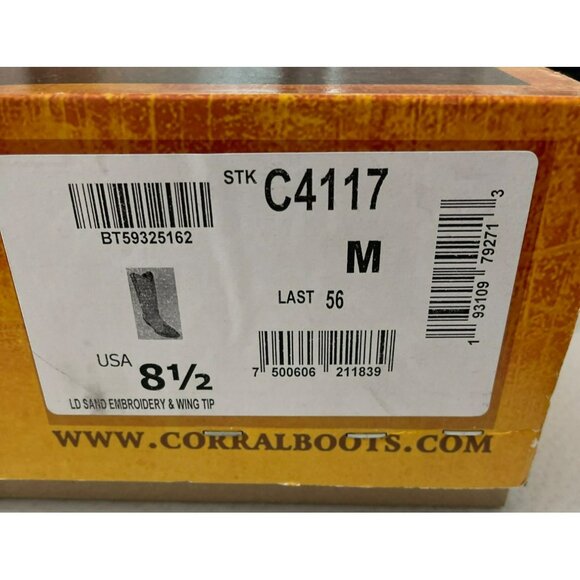 STK C4117
BT59325162
M
LAST 56
USA 8½
7 500606 211839
1 93109 79271 3
LD SAND EMBROIDERY & WING TIP
WWW.CORRALBOOTS.COM